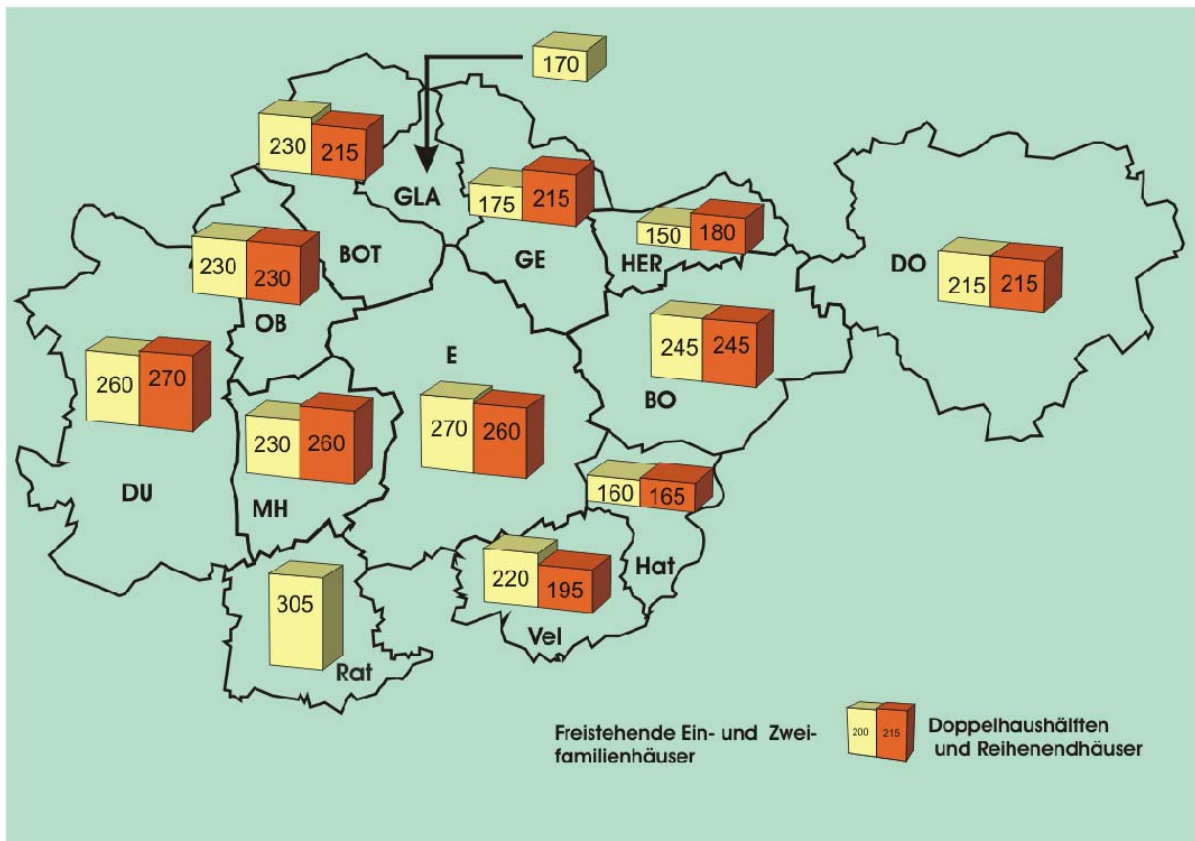 170
230 215
GLA
175 215
150 180
230 230
BOT
GE
HER
DO
215 215
OB
E
245 245
BO
260 270
230 260
270 260
DU
MH
160 165
Hat
220 195
Vel
305
Rat
Freistehende Ein- und Zwei-
familienhäuser
200 215
Doppelhaushälften
und Reihenendhäuser